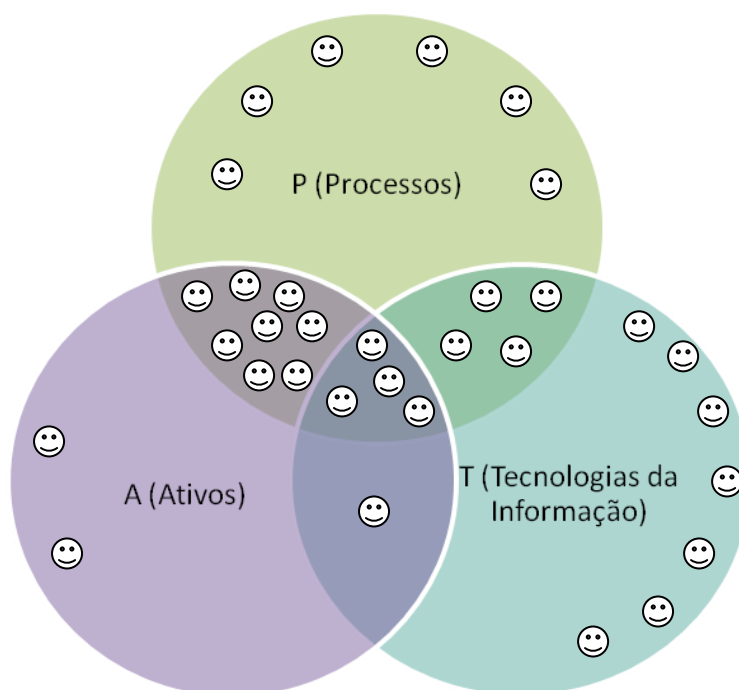 P (Processos)
A (Ativos)
T (Tecnologias da
Informação)